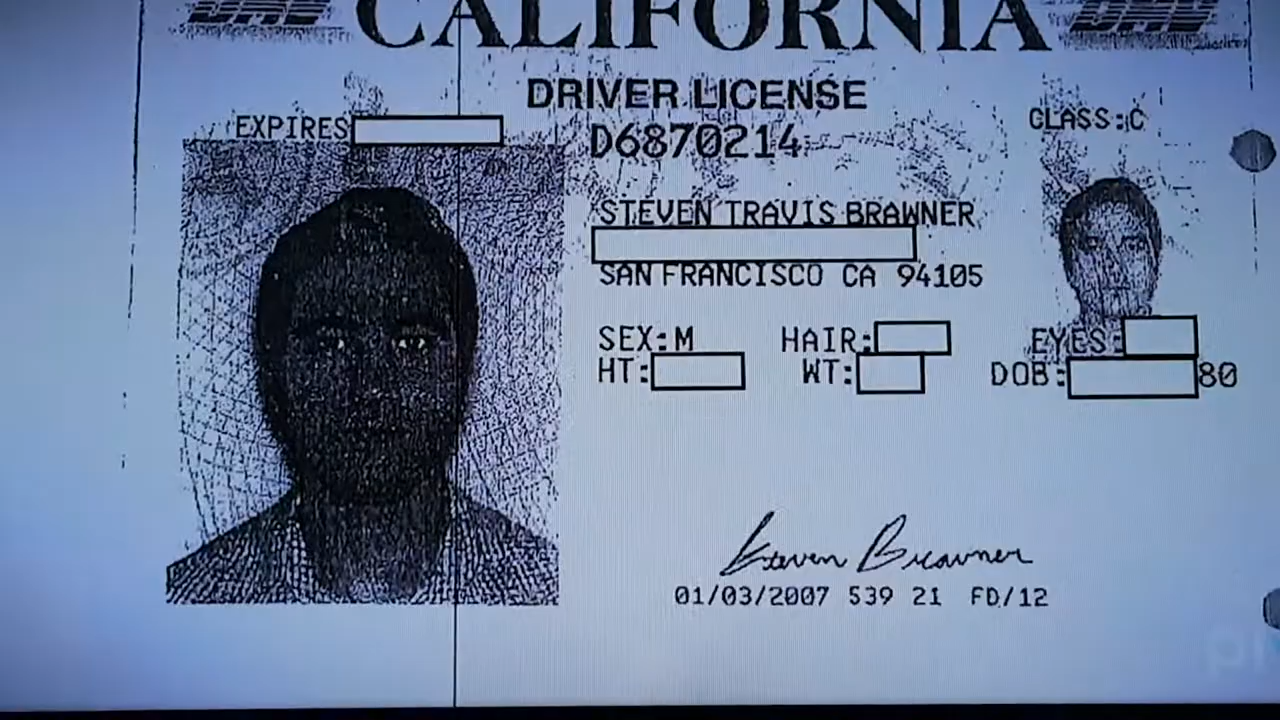 CALIFORNIA
DRIVER LICENSE
EXPIRES
D6870214
CLASS:C
STEVEN TRAVIS BRAWNER
SAN FRANCISCO CA 94105
SEX:M HAIR: EYES:
HT: WT: DOB: 80
Steven Brawner
01/03/2007 539 21 FD/12